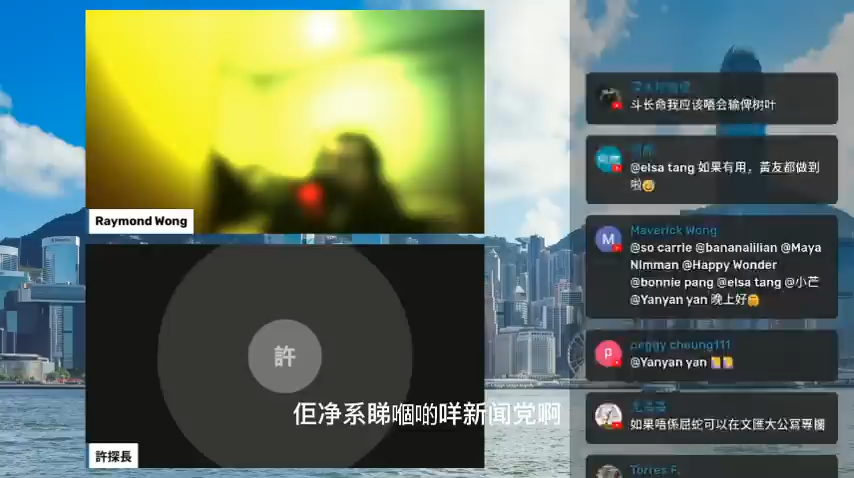 Raymond Wong
許
許探長
佢净系睇嗰啲咩新闻党啊
斗长命我应该唔会输俾树叶
@elsa tang 如果有用，黃友都做到
啦
Maverick Wong
M
@so carrie @bananalilian @Maya
Nimman @Happy Wonder
@bonnie pang @elsa tang @小芒
@Yanyan yan 晚上好
peggy cheung111
P
@Yanyan yan
如果唔係屈蛇可以在文匯大公寫專欄
Torres F.